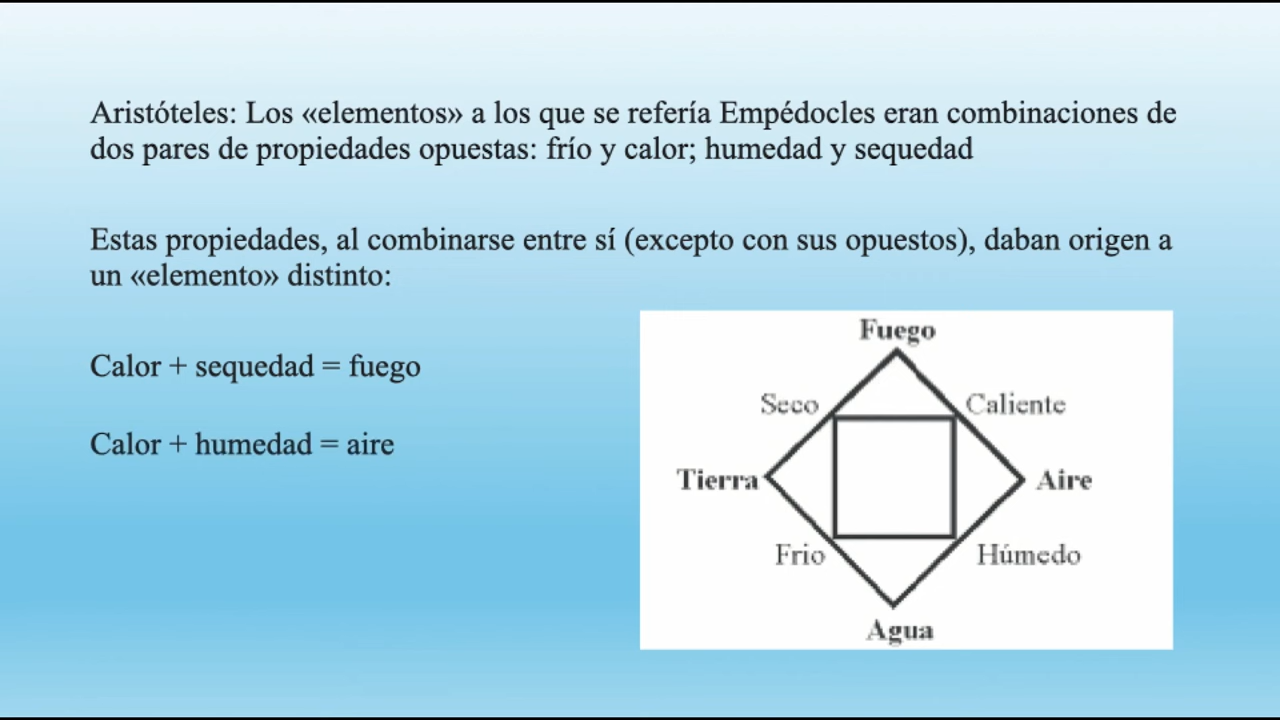 Aristóteles: Los «elementos» a los que se refería Empédocles eran combinaciones de
dos pares de propiedades opuestas: frío y calor; humedad y sequedad
Estas propiedades, al combinarse entre sí (excepto con sus opuestos), daban origen a
un «elemento» distinto:
Calor + sequedad = fuego
Calor + humedad = aire
Fuego
Seco
Caliente
Tierra
Aire
Frio
Húmedo
Agua